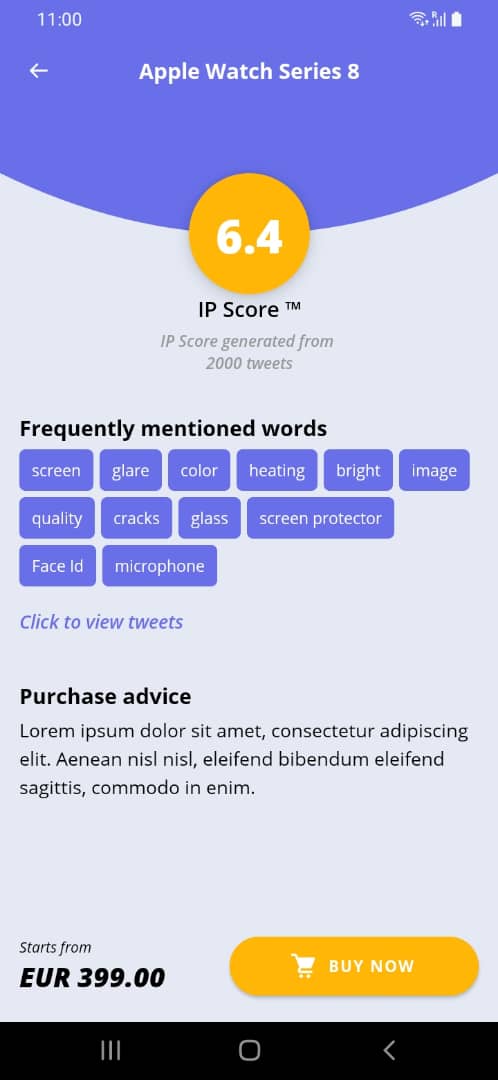 11:00
Apple Watch Series 8
6.4
IP Score ™
IP Score generated from
2000 tweets
Frequently mentioned words
screen glare color heating bright image
quality cracks glass screen protector
Face Id microphone
Click to view tweets
Purchase advice
Lorem ipsum dolor sit amet, consectetur adipiscing
elit. Aenean nisl nisl, eleifend bibendum eleifend
sagittis, commodo in enim.
Starts from
EUR 399.00
BUY NOW